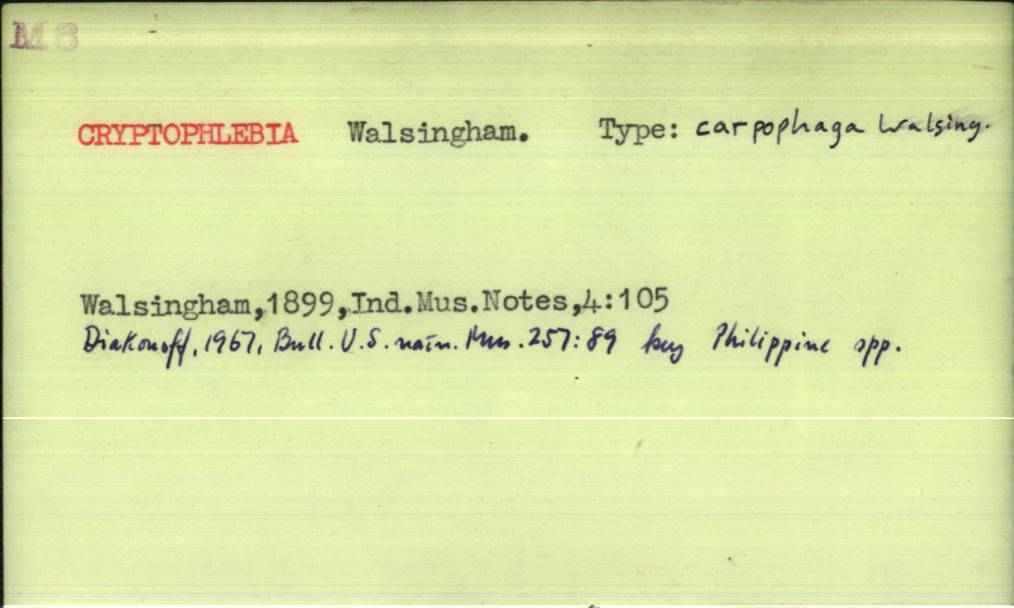 M6
CRYPTOPHLEBIA Walsingham. Type: carpophaga Walsing.
Walsingham,1899,Ind.Mus.Notes,4:105
Diakonoff, 1967, Bull. U.S. natn. Mus. 257: 89 key Philippine spp.